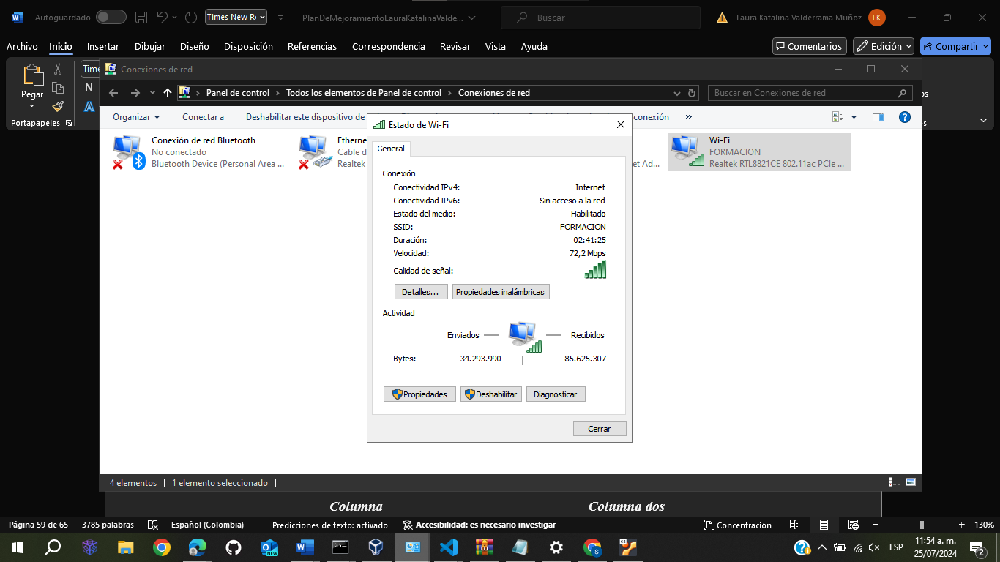 Autoguardado
Times New Ro
PlanDeMejoramientoLauraKatalinaValde...
Buscar
Laura Katalina Valderrama Muñoz
LK
Archivo Inicio Insertar Dibujar Diseño Disposición Referencias Correspondencia Revisar Vista Ayuda
Comentarios
Edición
Compartir
Pegar
Portapapeles
Time
N
A
Conexiones de red
Panel de control > Todos los elementos de Panel de control > Conexiones de red
Buscar en Conexiones de red
Organizar
Conectar a
Deshabilitar este dispositivo de
conexión
»
Conexión de red Bluetooth
No conectado
Bluetooth Device (Personal Area ...
Etherne
Cable d
Realtek
et Ad...
Wi-Fi
FORMACION
Realtek RTL8821CE 802.11ac PCIe ...
Estado de Wi-Fi
General
Conexión
Conectividad IPv4: Internet
Conectividad IPv6: Sin acceso a la red
Estado del medio: Habilitado
SSID: FORMACION
Duración: 02:41:25
Velocidad: 72,2 Mbps
Calidad de señal:
Detalles...
Propiedades inalámbricas
Actividad
Enviados — — Recibidos
Bytes: 34.293.990 | 85.625.307
Propiedades
Deshabilitar
Diagnosticar
Cerrar
4 elementos
1 elemento seleccionado
Columna
Columna dos
Página 59 de 65
3785 palabras
Español (Colombia)
Predicciones de texto: activado
Accesibilidad: es necesario investigar
Concentración
130%
ESP
11:54 a. m.
25/07/2024
2